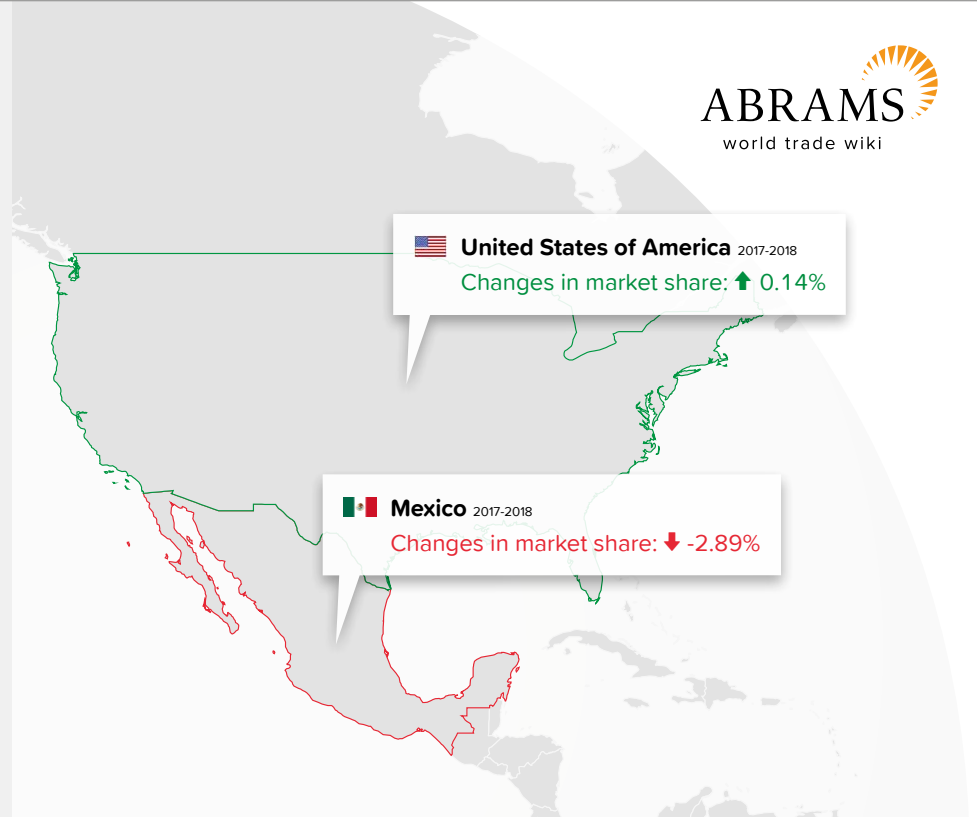 ABRAMS
world trade wiki
United States of America 2017-2018
Changes in market share: 0.14%
Mexico 2017-2018
Changes in market share: -2.89%